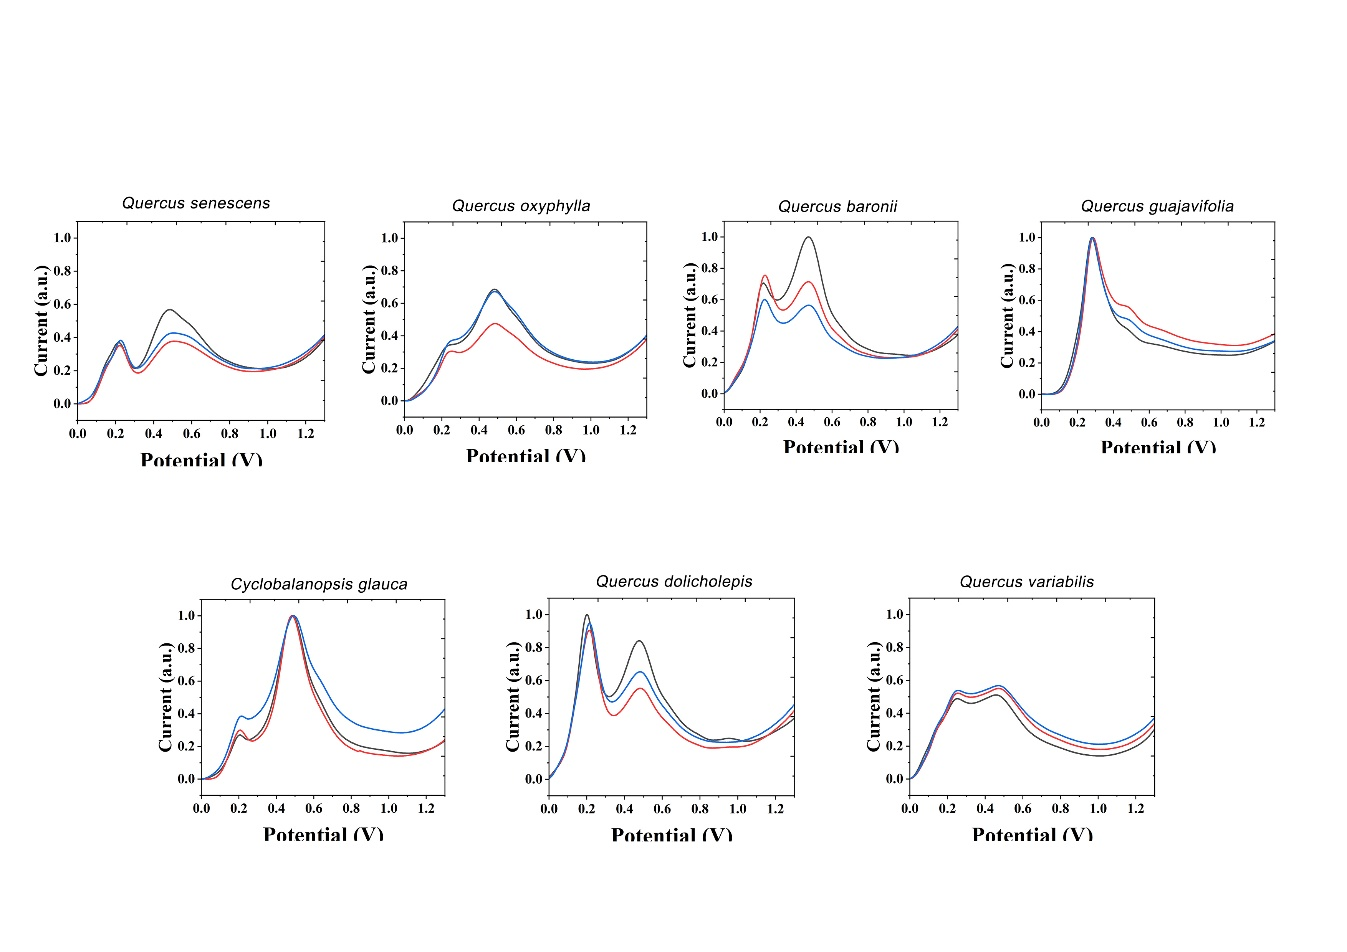 Quercus senescens
Quercus oxyphylla
Quercus baronii
Quercus guajavifolia
Current (a.u.)
1.0
0.8
0.6
0.4
0.2
0.0
0.0 0.2 0.4 0.6 0.8 1.0 1.2
Potential (V)
Current (a.u.)
1.0
0.8
0.6
0.4
0.2
0.0
0.0 0.2 0.4 0.6 0.8 1.0 1.2
Potential (V)
Current (a.u.)
1.0
0.8
0.6
0.4
0.2
0.0
0.0 0.2 0.4 0.6 0.8 1.0 1.2
Potential (V)
Current (a.u.)
1.0
0.8
0.6
0.4
0.2
0.0
0.0 0.2 0.4 0.6 0.8 1.0 1.2
Potential (V)
Cyclobalanopsis glauca
Quercus dolicholepis
Quercus variabilis
Current (a.u.)
1.0
0.8
0.6
0.4
0.2
0.0
0.0 0.2 0.4 0.6 0.8 1.0 1.2
Potential (V)
Current (a.u.)
1.0
0.8
0.6
0.4
0.2
0.0
0.0 0.2 0.4 0.6 0.8 1.0 1.2
Potential (V)
Current (a.u.)
1.0
0.8
0.6
0.4
0.2
0.0
0.0 0.2 0.4 0.6 0.8 1.0 1.2
Potential (V)